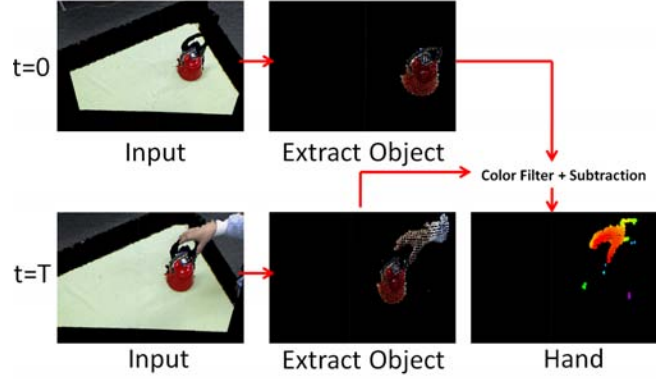 t=0
Input
Extract Object
Color Filter + Subtraction
t=T
Input
Extract Object
Hand